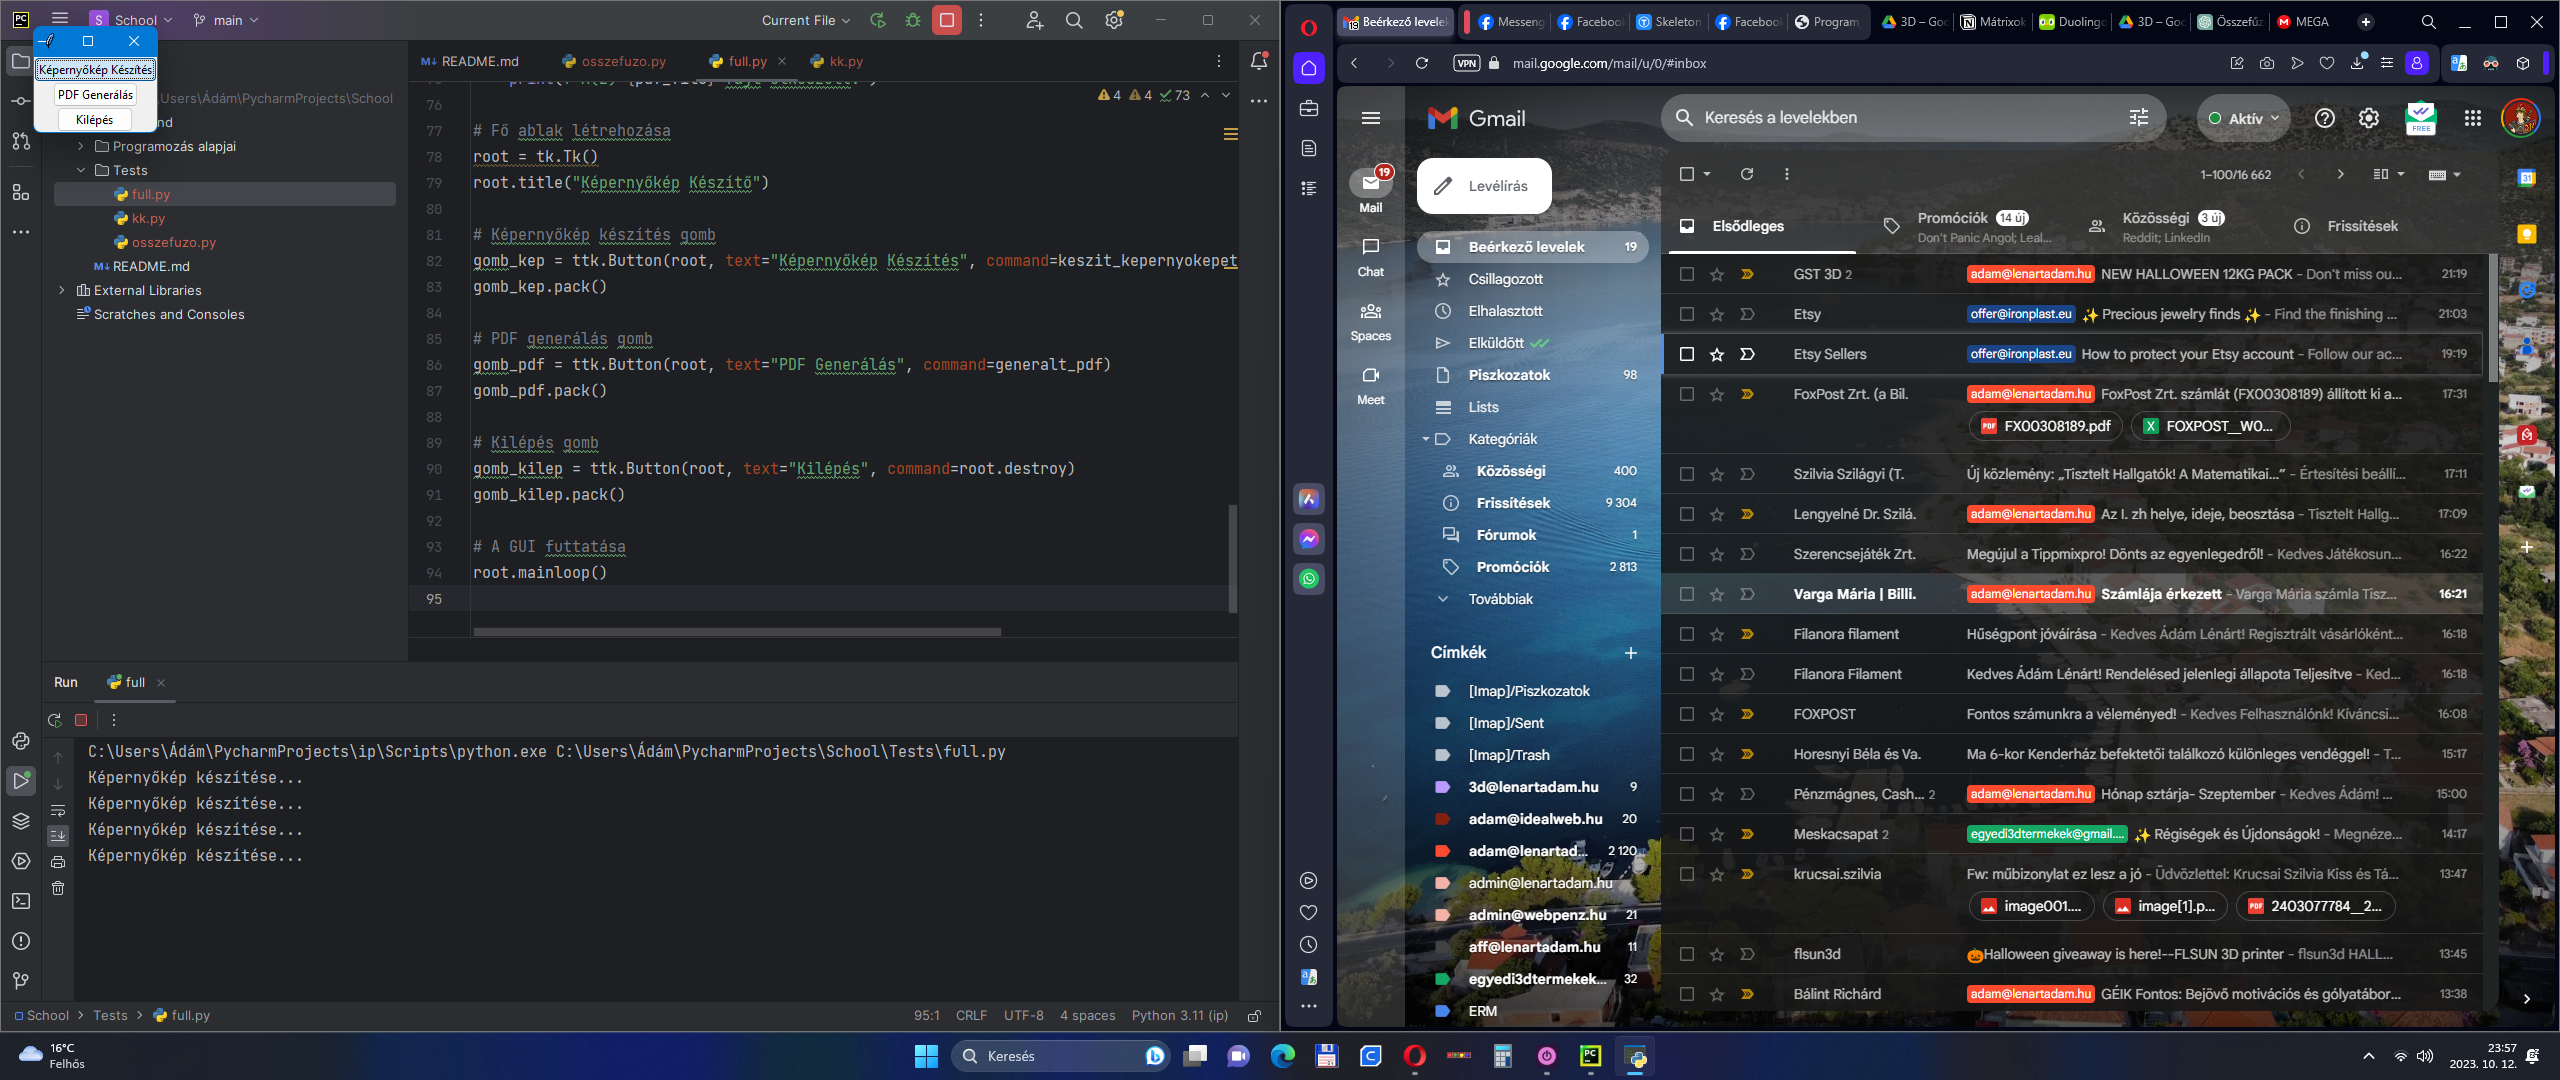 School
main
Current File
Képernyőkép Készítés
PDF Generálás
Kilépés
Users\Ádám\PycharmProjects\School
nd
Programozás alapjai
Tests
full.py
kk.py
osszefuzo.py
README.md
External Libraries
Scratches and Consoles
README.md
osszefuzo.py
full.py
kk.py
4 4 73
76
77 # Fő ablak létrehozása
78 root = tk.Tk()
79 root.title("Képernyőkép Készítő")
80
81 # Képernyőkép készítés gomb
82 gomb_kep = ttk.Button(root, text="Képernyőkép Készítés", command=keszit_kepernyokepet
83 gomb_kep.pack()
84
85 # PDF generálás gomb
86 gomb_pdf = ttk.Button(root, text="PDF Generálás", command=generalt_pdf)
87 gomb_pdf.pack()
88
89 # Kilépés gomb
90 gomb_kilep = ttk.Button(root, text="Kilépés", command=root.destroy)
91 gomb_kilep.pack()
92
93 # A GUI futtatása
94 root.mainloop()
95
Run
full
C:\Users\Ádám\PycharmProjects\ip\Scripts\python.exe C:\Users\Ádám\PycharmProjects\School\Tests\full.py
Képernyőkép készítése...
Képernyőkép készítése...
Képernyőkép készítése...
Képernyőkép készítése...
School > Tests > full.py
95:1 CRLF UTF-8 4 spaces Python 3.11 (ip)
Beérkező levelek
Messeng
Facebook
Skeleton
Facebook
Program
3D – Goo
Mátrixok
Duolingo
3D – Goo
Összefűz
MEGA
VPN
mail.google.com/mail/u/0/#inbox
Gmail
Keresés a levelekben
Aktív
FREE
19
Mail
Chat
Spaces
Meet
Levélírás
Beérkező levelek 19
Csillagozott
Elhalasztott
Elküldött
Piszkozatok 98
Lists
Kategóriák
Közösségi 400
Frissítések 9 304
Fórumok 1
Promóciók 2 813
Továbbiak
Címkék
[Imap]/Piszkozatok
[Imap]/Sent
[Imap]/Trash
3d@lenartadam.hu 9
adam@idealweb.hu 20
adam@lenartad... 2 120
admin@lenartadam.hu
admin@webpenz.hu 21
aff@lenartadam.hu 11
egyedi3dtermekek... 32
ERM
1–100/16 662
Elsődleges
Promóciók 14 új
Don't Panic Angol; Leal...
Közösségi 3 új
Reddit; LinkedIn
Frissítések
GST 3D 2 adam@lenartadam.hu NEW HALLOWEEN 12KG PACK - Don't miss ou... 21:19
Etsy offer@ironplast.eu ✨ Precious jewelry finds ✨ - Find the finishing ... 21:03
Etsy Sellers offer@ironplast.eu How to protect your Etsy account - Follow our ac... 19:19
FoxPost Zrt. (a Bil. adam@lenartadam.hu FoxPost Zrt. számlát (FX00308189) állított ki a... 17:31
FX00308189.pdf FOXPOST__W0...
Szilvia Szilágyi (T. Új közlemény: „Tisztelt Hallgatók! A Matematikai...” - Értesítési beállí... 17:11
Lengyelné Dr. Szilá. adam@lenartadam.hu Az I. zh helye, ideje, beosztása - Tisztelt Hallg... 17:09
Szerencsejáték Zrt. Megújul a Tippmixpro! Dönts az egyenlegedről! - Kedves Játékosun... 16:22
Varga Mária | Billi. adam@lenartadam.hu Számlája érkezett - Varga Mária számla Tisz... 16:21
Filanora filament Hűségpont jóváírása - Kedves Ádám Lénárt! Regisztrált vásárlóként... 16:18
Filanora Filament Kedves Ádám Lénárt! Rendelésed jelenlegi állapota Teljesítve - Ked... 16:18
FOXPOST Fontos számunkra a véleményed! - Kedves Felhasználónk! Kíváncsi... 16:08
Horesnyi Béla és Va. Ma 6-kor Kenderház befektetői találkozó különleges vendéggel! - T... 15:17
Pénzmágnes, Cash... 2 adam@lenartadam.hu Hónap sztárja- Szeptember - Kedves Ádám! ... 15:00
Meskacsapat 2 egyedi3dtermekek@gmail.... ✨ Régiségek és Újdonságok! - Megnéze... 14:17
krucsai.szilvia Fw: műbizonylat ez lesz a jó - Üdvözlettel: Krucsai Szilvia Kiss és Tá... 13:47
image001.... image[1].p... 2403077784__2...
flsun3d 🎃Halloween giveaway is here!--FLSUN 3D printer - flsun3d HALL... 13:45
Bálint Richárd adam@lenartadam.hu GÉIK Fontos: Bejövő motivációs és gólyatábor... 13:38
16°C
Felhős
Keresés
23:57
2023. 10. 12.